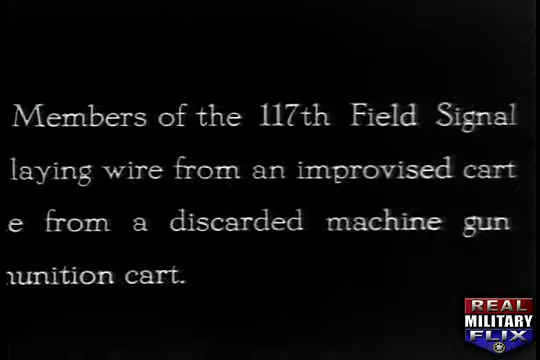 Members of the 117th Field Signal
laying wire from an improvised cart
e from a discarded machine gun
unition cart.
REAL
MILITARY
FLIX